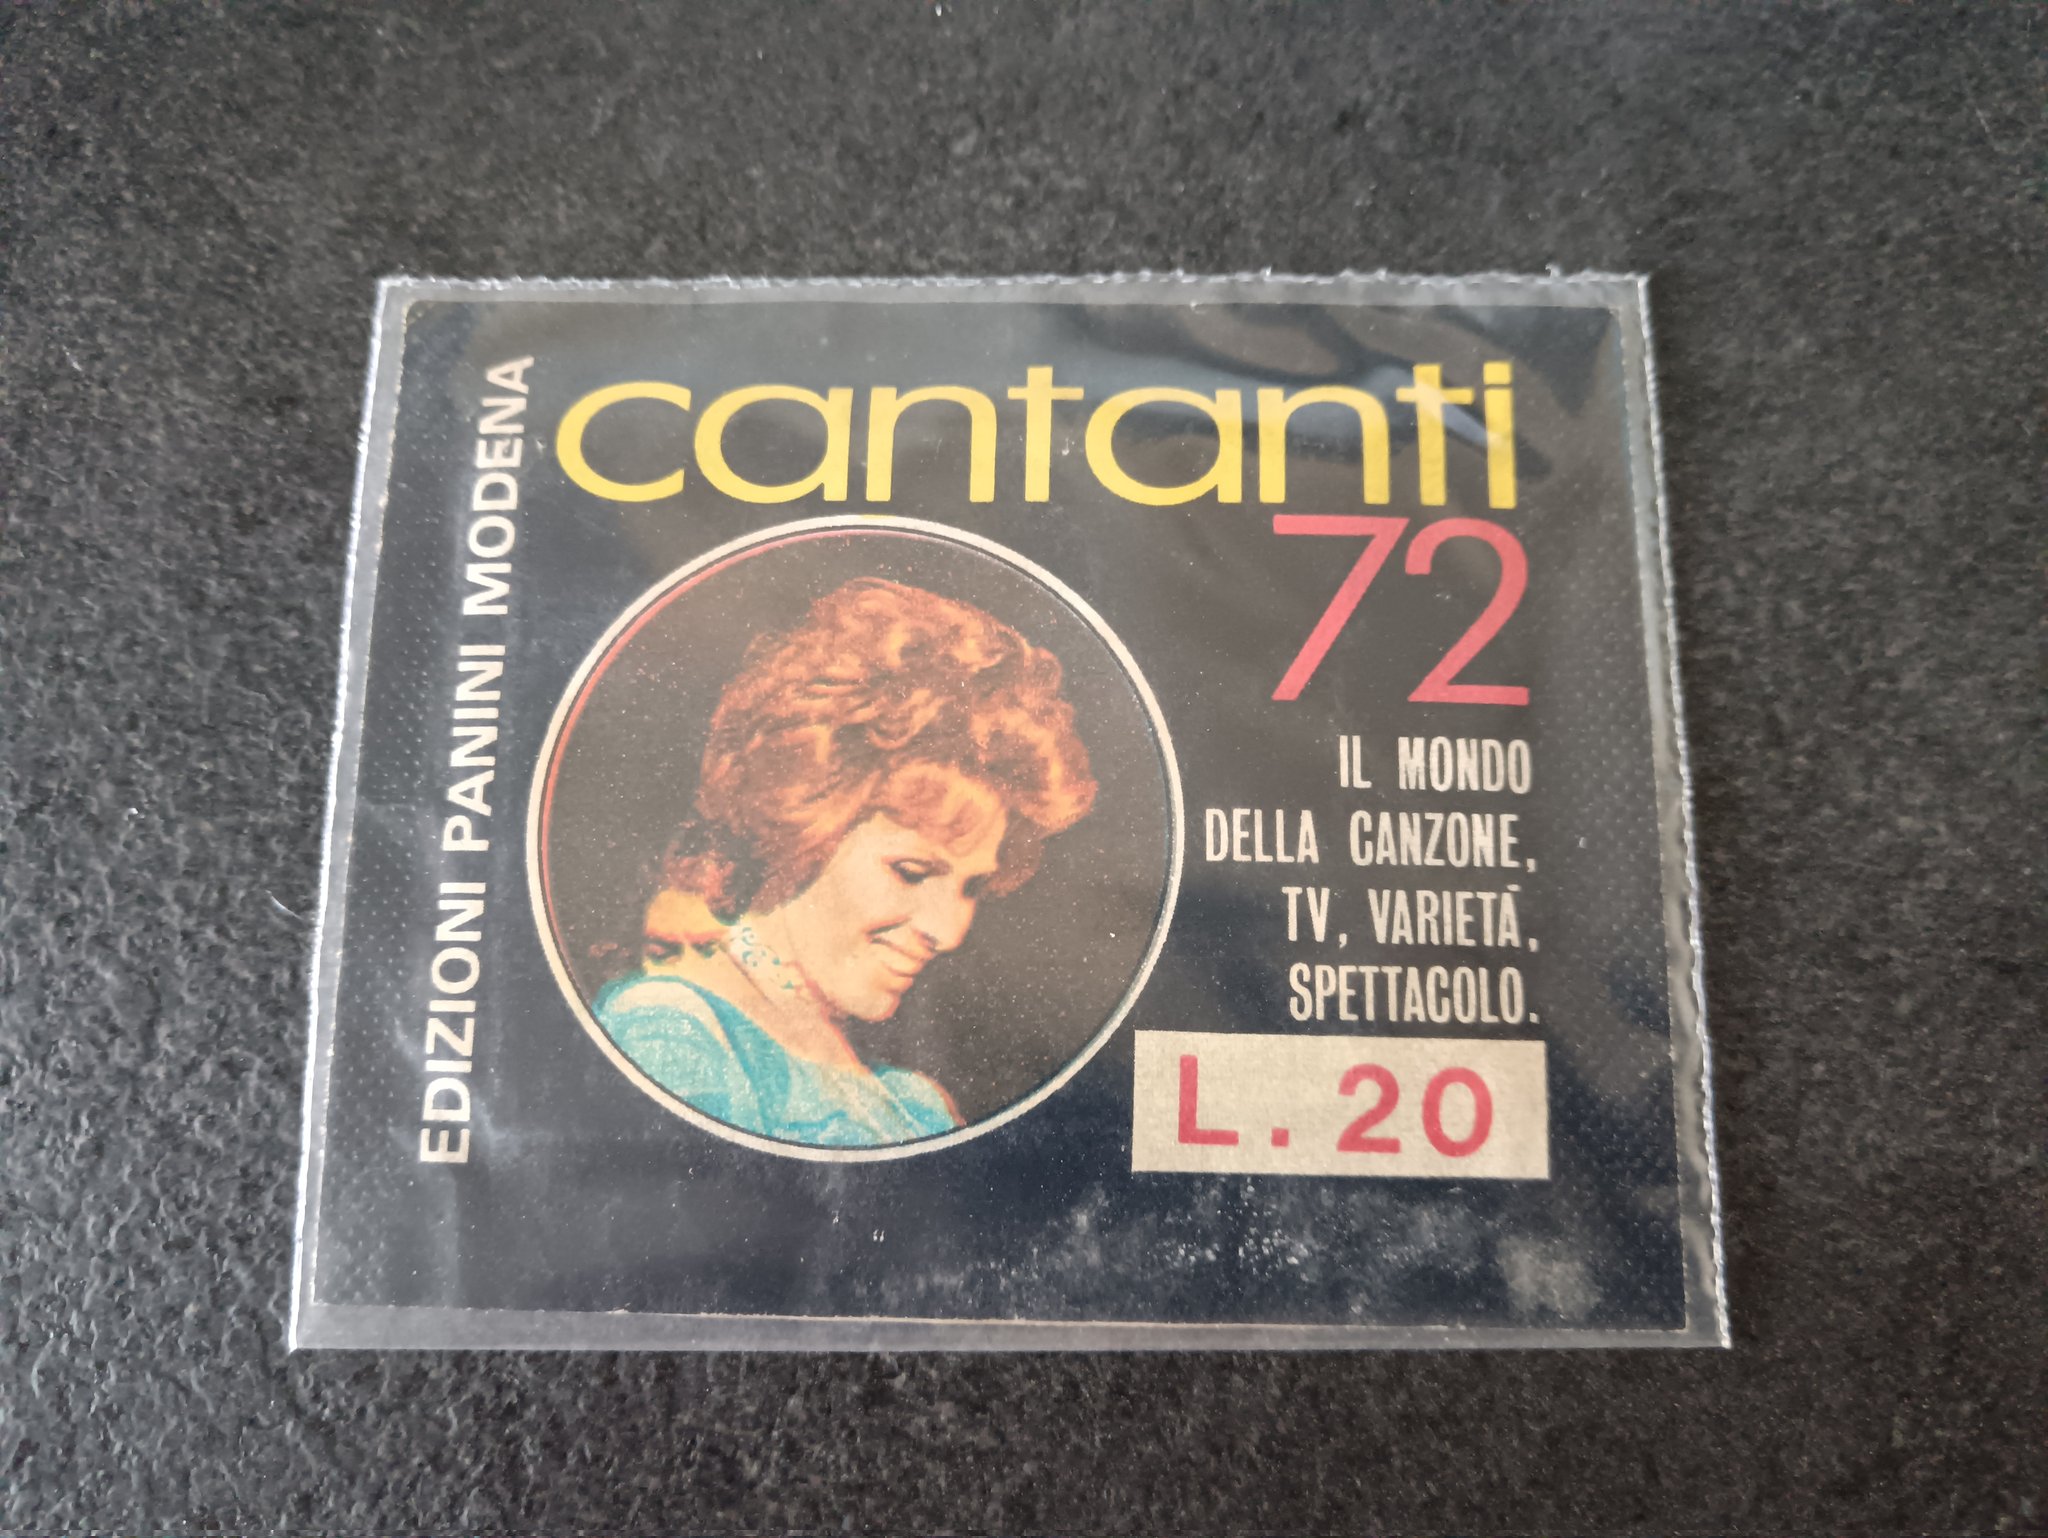 EDIZIONI PANINI MODENA
cantanti
72
IL MONDO
DELLA CANZONE,
TV, VARIETÀ,
SPETTACOLO.
L. 20